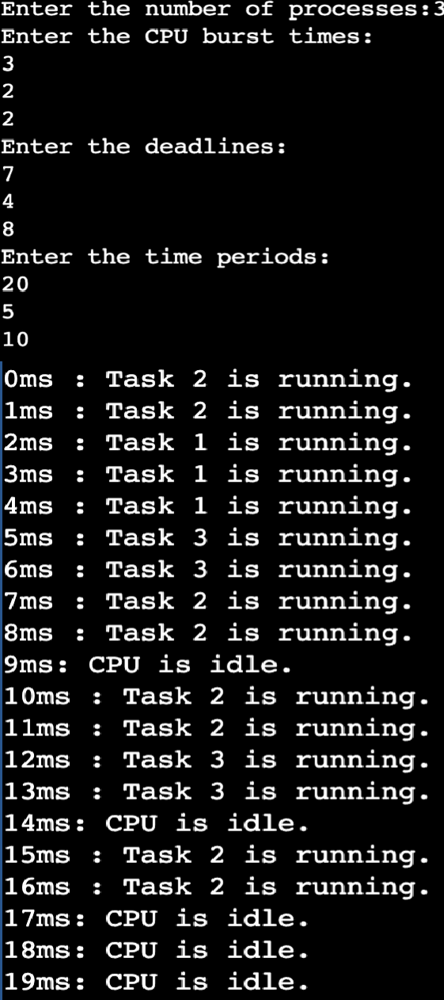 Enter the number of processes:3
Enter the CPU burst times:
3
2
2
Enter the deadlines:
7
4
8
Enter the time periods:
20
5
10
0ms : Task 2 is running.
1ms : Task 2 is running.
2ms : Task 1 is running.
3ms : Task 1 is running.
4ms : Task 1 is running.
5ms : Task 3 is running.
6ms : Task 3 is running.
7ms : Task 2 is running.
8ms : Task 2 is running.
9ms: CPU is idle.
10ms : Task 2 is running.
11ms : Task 2 is running.
12ms : Task 3 is running.
13ms : Task 3 is running.
14ms: CPU is idle.
15ms : Task 2 is running.
16ms : Task 2 is running.
17ms: CPU is idle.
18ms: CPU is idle.
19ms: CPU is idle.